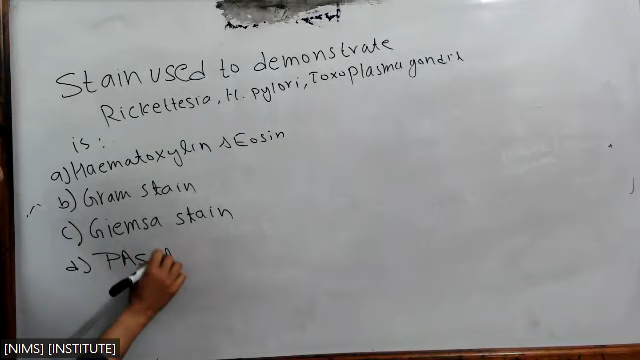 Stain used to demonstrate
Rickeltesia, H. pylori, Toxoplasma gondii
is:
a) Haematoxylin & Eosin
b) Gram stain
c) Giemsa stain
d) PAS
[NIMS] [INSTITUTE]